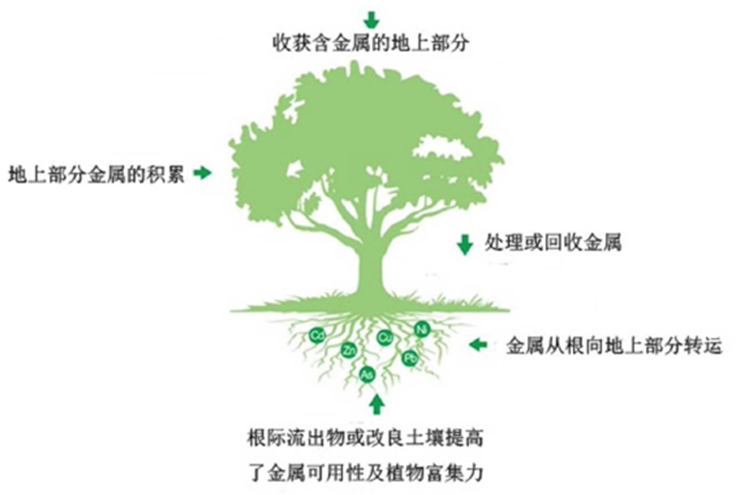 收获含金属的地上部分
地上部分金属的积累
处理或回收金属
Cd
Zn
Cu
Ni
As
Pb
金属从根向地上部分转运
根际流出物或改良土壤提高
了金属可用性及植物富集力